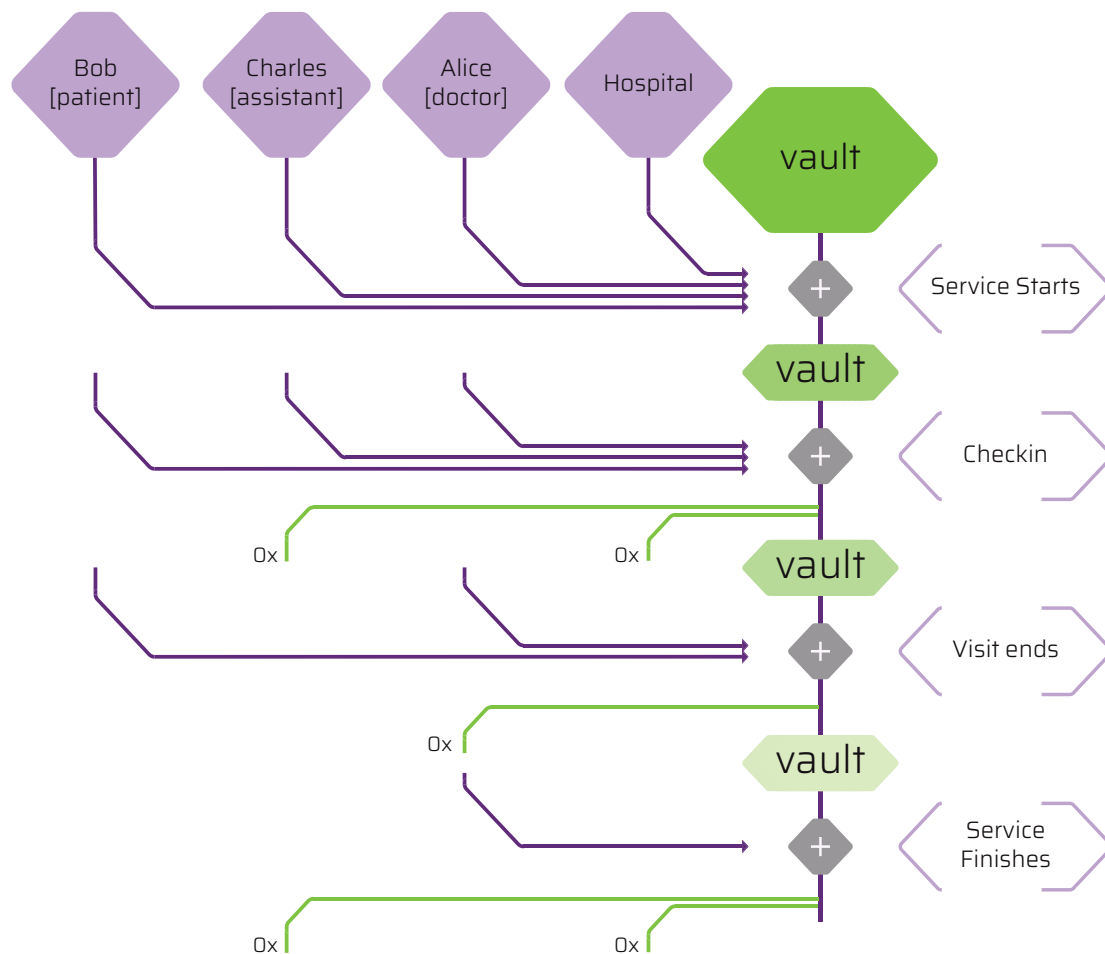 Bob
[patient]
Charles
[assistant]
Alice
[doctor]
Hospital
vault
+
Service Starts
vault
+
Checkin
0x
0x
vault
+
Visit ends
0x
vault
+
Service
Finishes
0x
0x